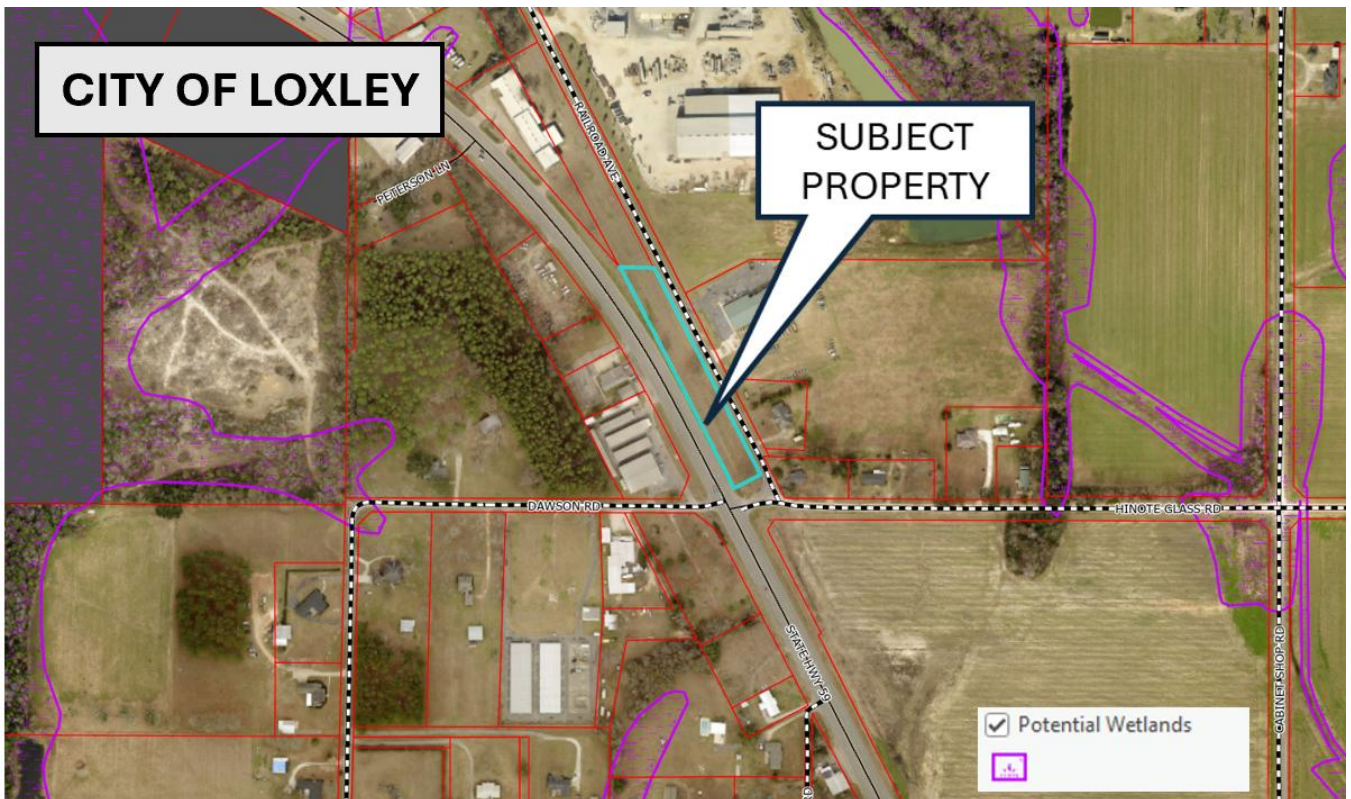 CITY OF LOXLEY
SUBJECT
PROPERTY
RAILROAD AVE
PETERSON LN
DAWSON RD
HINOTE GLASS RD
STATE HWY 59
CABINET SHOP RD
RD
Potential Wetlands